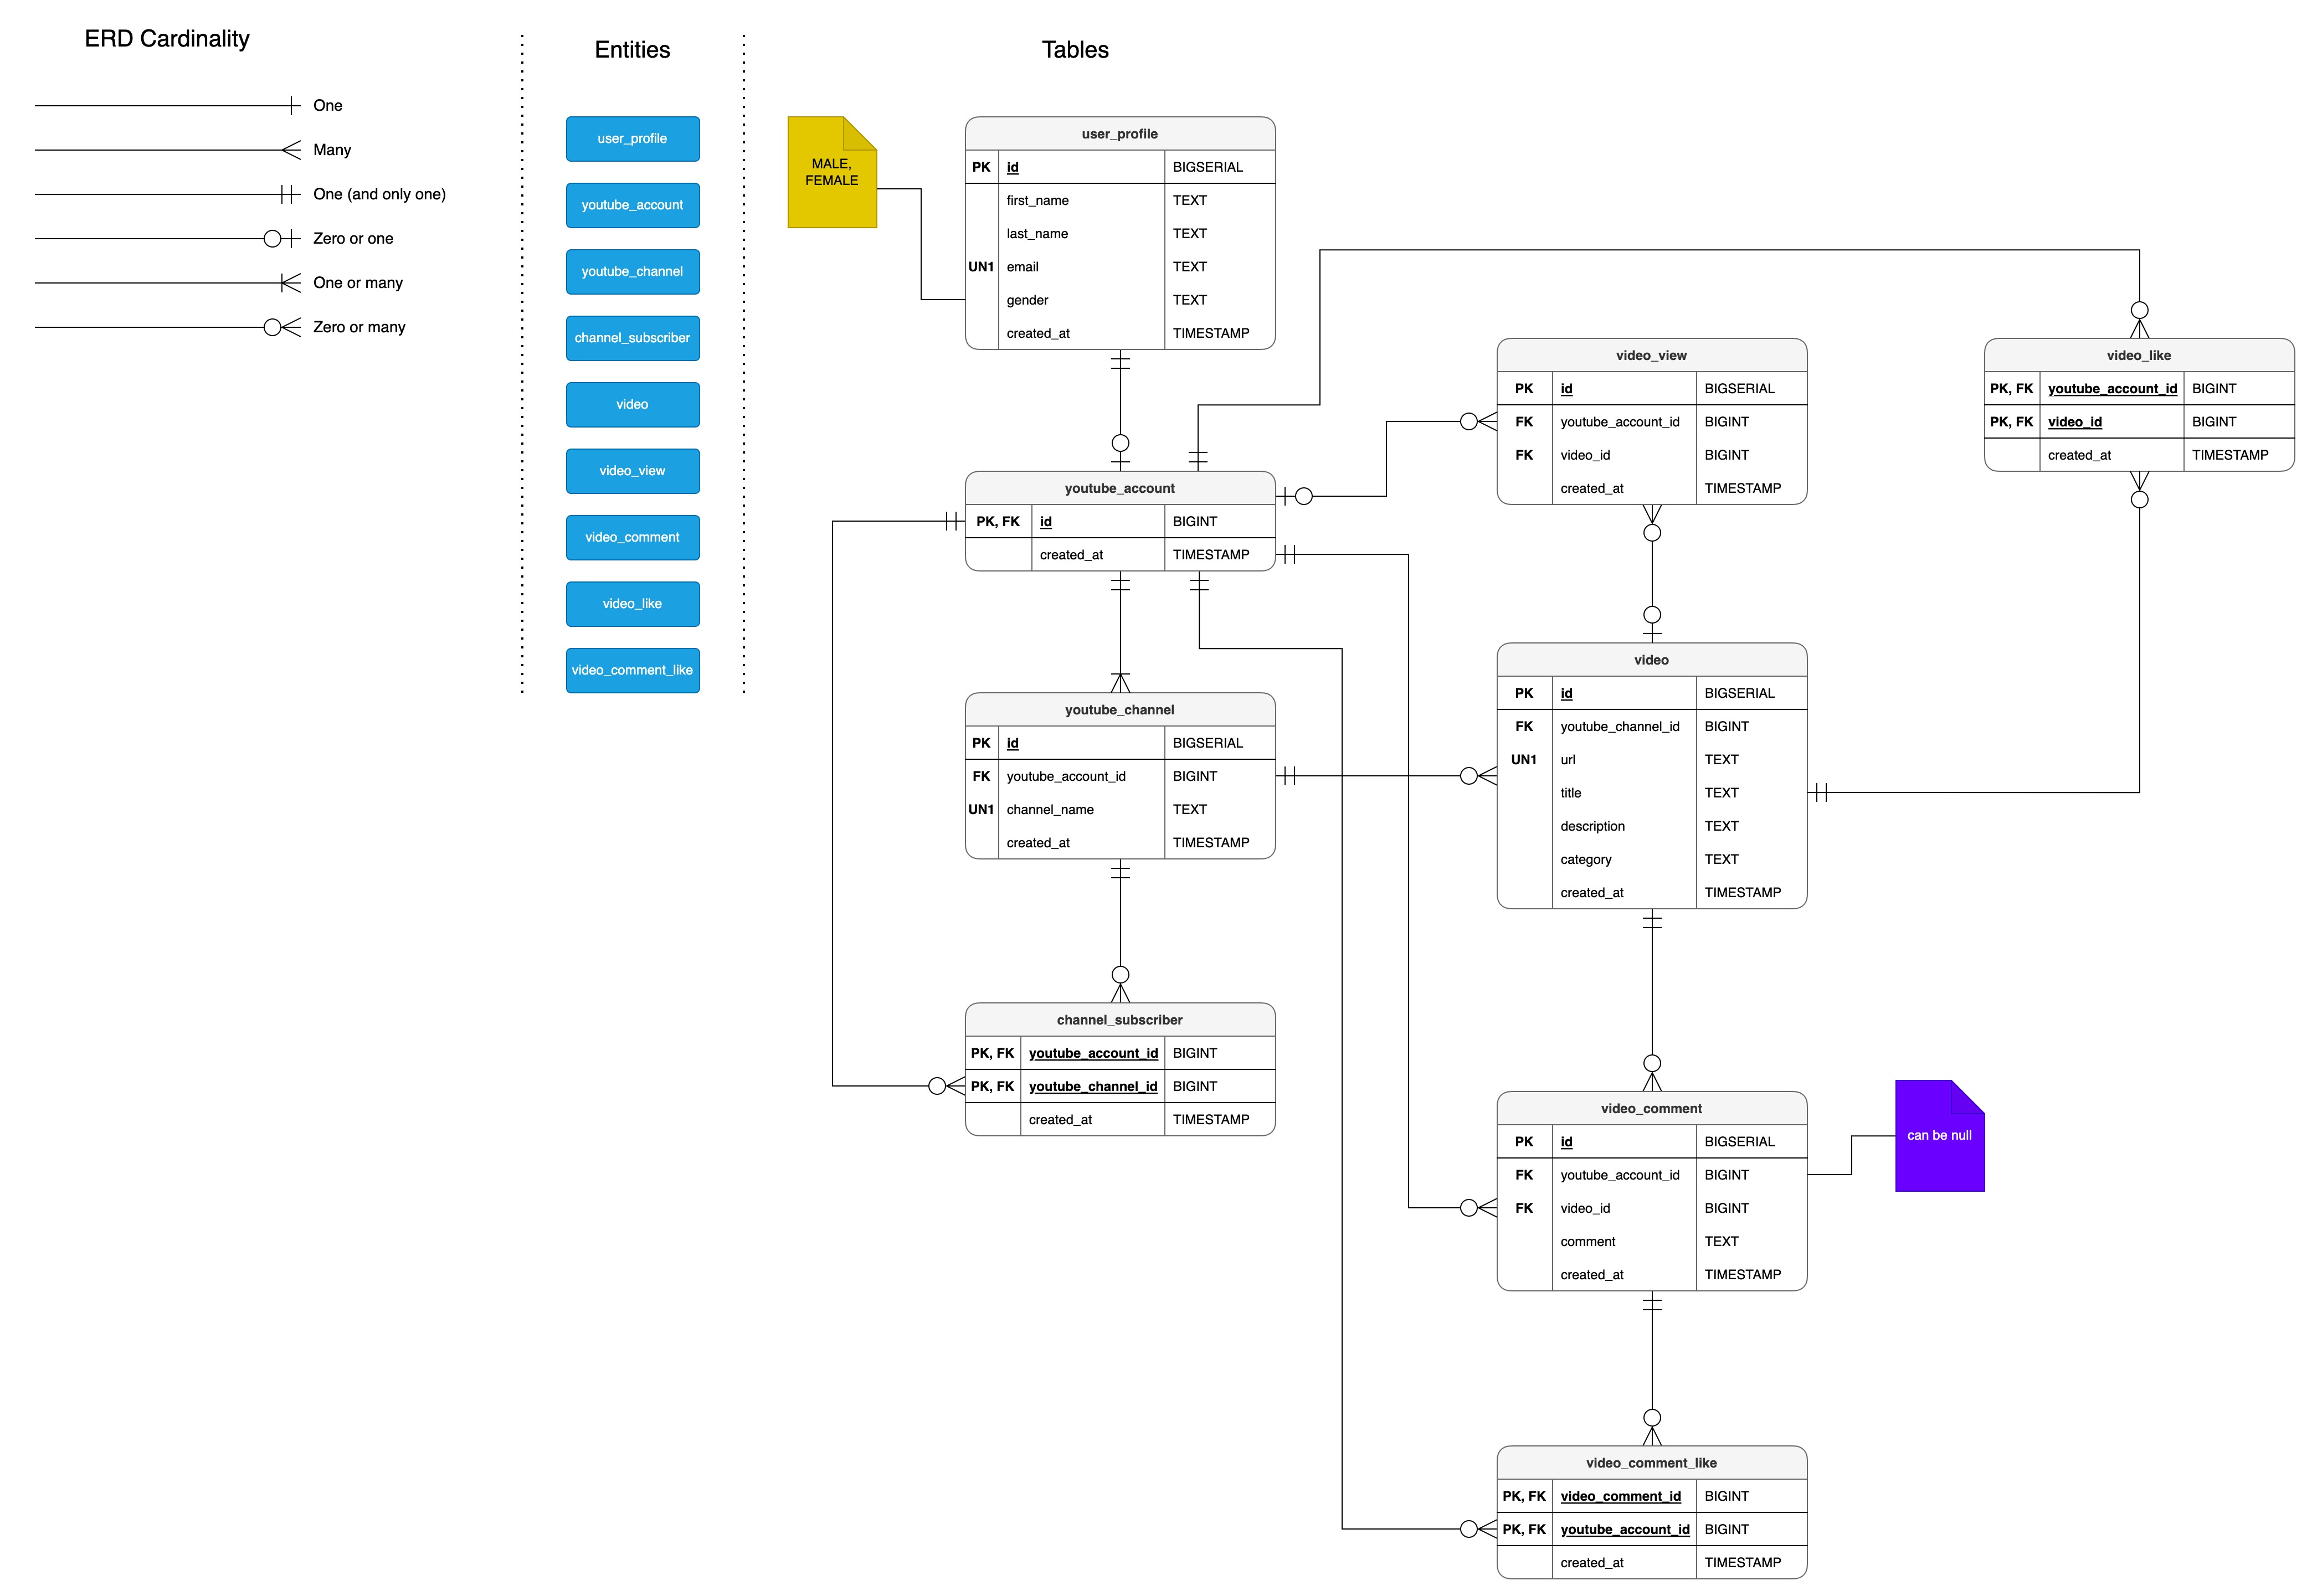 ERD Cardinality
One
Many
One (and only one)
Zero or one
One or many
Zero or many
Entities
user_profile
youtube_account
youtube_channel
channel_subscriber
video
video_view
video_comment
video_like
video_comment_like
Tables
MALE,
FEMALE
user_profile
PK id BIGSERIAL
first_name TEXT
last_name TEXT
UN1 email TEXT
gender TEXT
created_at TIMESTAMP
youtube_account
PK, FK id BIGINT
created_at TIMESTAMP
youtube_channel
PK id BIGSERIAL
FK youtube_account_id BIGINT
UN1 channel_name TEXT
created_at TIMESTAMP
channel_subscriber
PK, FK youtube_account_id BIGINT
PK, FK youtube_channel_id BIGINT
created_at TIMESTAMP
video_view
PK id BIGSERIAL
FK youtube_account_id BIGINT
FK video_id BIGINT
created_at TIMESTAMP
video
PK id BIGSERIAL
FK youtube_channel_id BIGINT
UN1 url TEXT
title TEXT
description TEXT
category TEXT
created_at TIMESTAMP
video_comment
PK id BIGSERIAL
FK youtube_account_id BIGINT
FK video_id BIGINT
comment TEXT
created_at TIMESTAMP
can be null
video_comment_like
PK, FK video_comment_id BIGINT
PK, FK youtube_account_id BIGINT
created_at TIMESTAMP
video_like
PK, FK youtube_account_id BIGINT
PK, FK video_id BIGINT
created_at TIMESTAMP